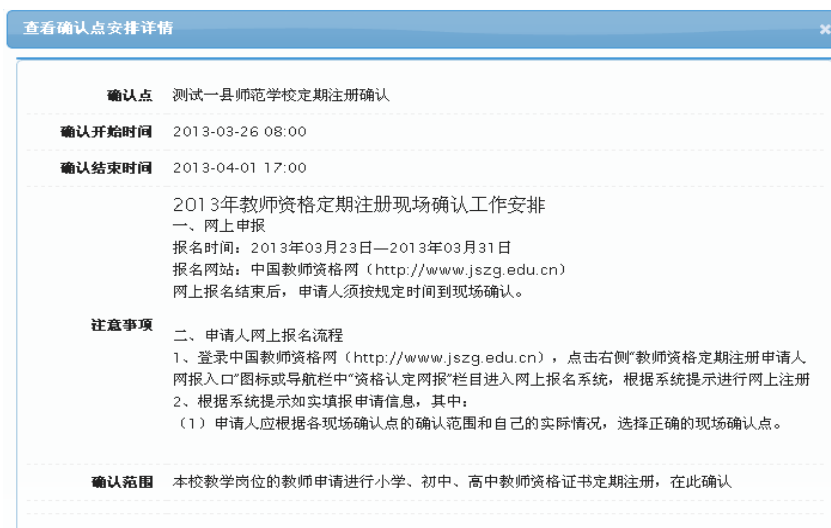 查看确认点安排详情
确认点 测试一县师范学校定期注册确认
确认开始时间 2013-03-26 08:00
确认结束时间 2013-04-01 17:00
2013年教师资格定期注册现场确认工作安排
一、网上申报
报名时间：2013年03月23日—2013年03月31日
报名网站：中国教师资格网（http://www.jszg.edu.cn）
网上报名结束后，申请人须按规定时间到现场确认。
注意事项
二、申请人网上报名流程
1、登录中国教师资格网（http://www.jszg.edu.cn），点击右侧“教师资格定期注册申请人
网报入口”图标或导航栏中“资格认定网报”栏目进入网上报名系统，根据系统提示进行网上注册
2、根据系统提示如实填报申请信息，其中：
（1）申请人应根据各现场确认点的确认范围和自己的实际情况，选择正确的现场确认点。
确认范围 本校教学岗位的教师申请进行小学、初中、高中教师资格证书定期注册，在此确认